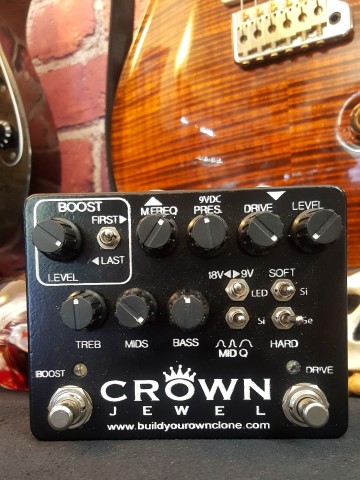 BOOST
FIRST▶
◀LAST
LEVEL
M.FREQ
9VDC
PRES.
DRIVE
LEVEL
18V◀▶9V
SOFT
LED
Si
Si
Ge
TREB
MIDS
BASS
MID Q
HARD
BOOST
DRIVE
CROWN
JEWEL
www.buildyourownclone.com